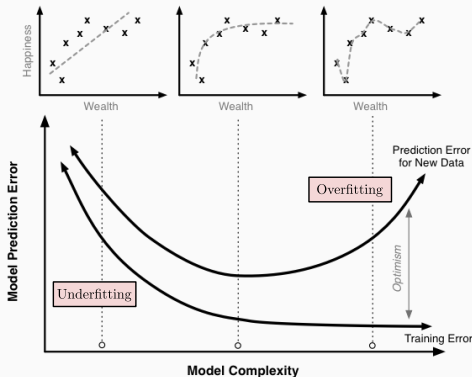 Happiness
Wealth
Wealth
Wealth
Prediction Error
for New Data
Overfitting
Model Prediction Error
Optimism
Underfitting
Training Error
Model Complexity